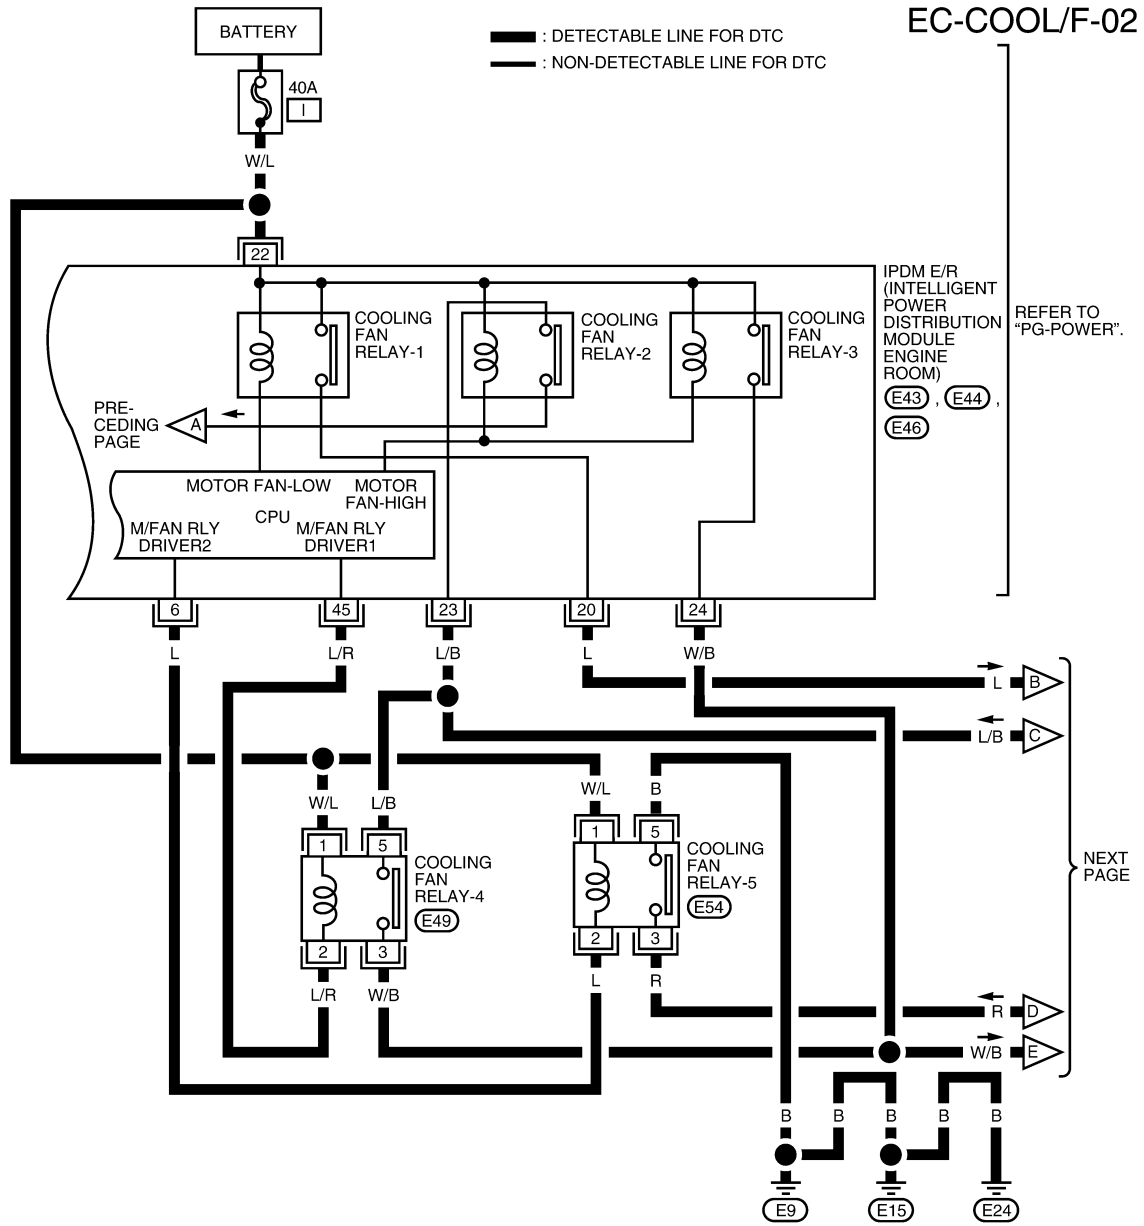 EC-COOL/F-02
BATTERY
: DETECTABLE LINE FOR DTC
: NON-DETECTABLE LINE FOR DTC
40A
I
W/L
22
IPDM E/R
(INTELLIGENT
POWER
DISTRIBUTION
MODULE
ENGINE
ROOM)
E43 , E44 ,
E46
REFER TO
“PG-POWER”.
COOLING
FAN
RELAY-1
COOLING
FAN
RELAY-2
COOLING
FAN
RELAY-3
PRE-
CEDING
PAGE
A
MOTOR FAN-LOW
MOTOR
FAN-HIGH
CPU
M/FAN RLY
DRIVER2
M/FAN RLY
DRIVER1
6 45 23 20 24
L L/R L/B L W/B
L B
L/B C
W/L L/B W/L B
1 5
1 5
COOLING
FAN
RELAY-4
E49
COOLING
FAN
RELAY-5
E54
NEXT
PAGE
2 3
2 3
L/R W/B
L R
R D
W/B E
B B B B B
E9 E15 E24